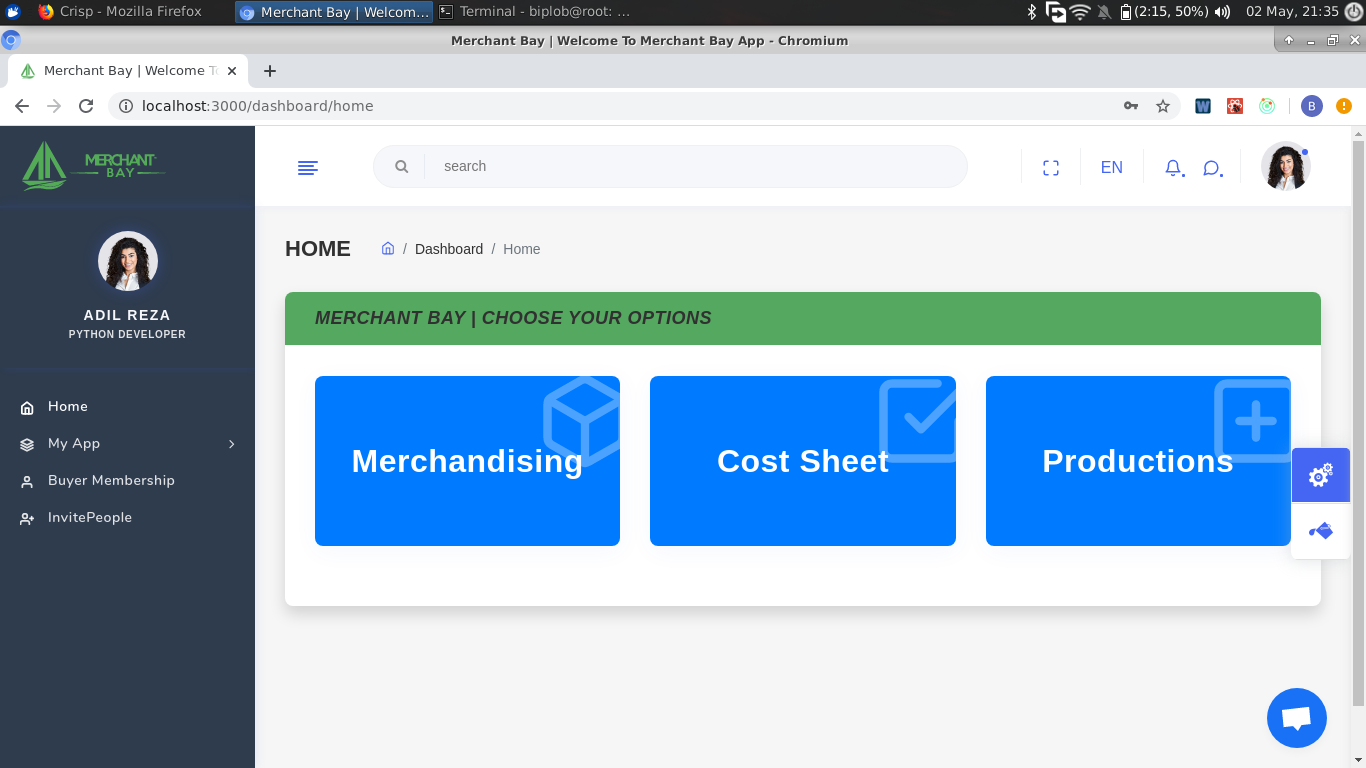 Crisp - Mozilla Firefox
Merchant Bay | Welcom...
Terminal - biplob@root: ...
(2:15, 50%)
02 May, 21:35
Merchant Bay | Welcome To Merchant Bay App - Chromium
Merchant Bay | Welcome To
localhost:3000/dashboard/home
W
B
MERCHANT
BAY
search
EN
ADIL REZA
PYTHON DEVELOPER
Home
My App
Buyer Membership
InvitePeople
HOME
/ Dashboard / Home
MERCHANT BAY | CHOOSE YOUR OPTIONS
Merchandising
Cost Sheet
Productions